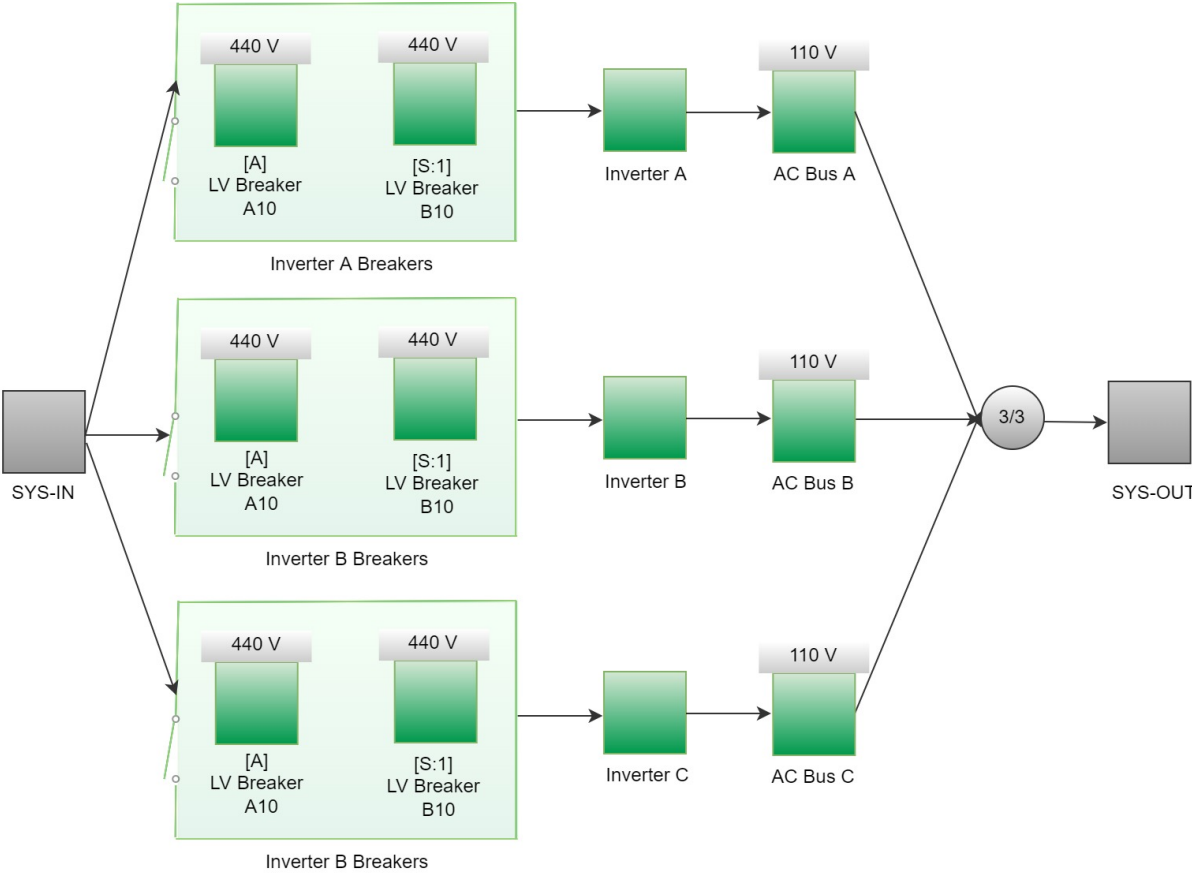 440 V
440 V
[A]
LV Breaker
A10
[S:1]
LV Breaker
B10
Inverter A Breakers
Inverter A
110 V
AC Bus A
440 V
440 V
[A]
LV Breaker
A10
[S:1]
LV Breaker
B10
Inverter B Breakers
Inverter B
110 V
AC Bus B
SYS-IN
3/3
SYS-OUT
440 V
440 V
[A]
LV Breaker
A10
[S:1]
LV Breaker
B10
Inverter B Breakers
Inverter C
110 V
AC Bus C